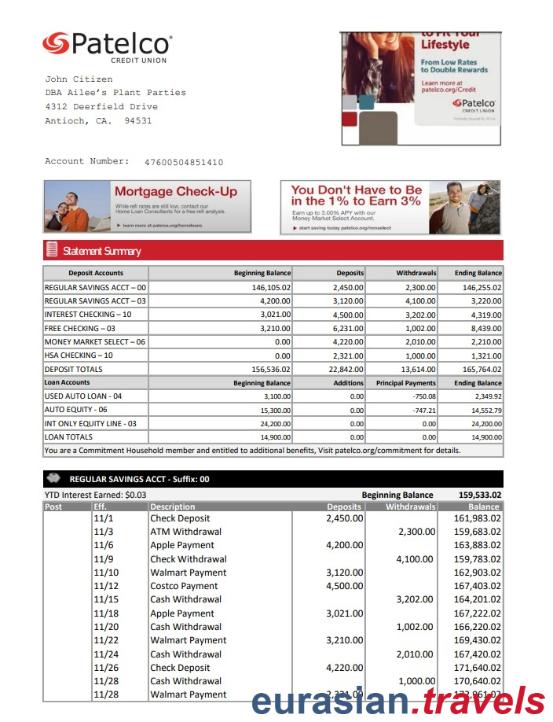 Patelco®
CREDIT UNION
to Fit Your
Lifestyle
From Low Rates
to Double Rewards
Learn more at
patelco.org/Credit
Patelco
CREDIT UNION
John Citizen
DBA Ailee's Plant Parties
4312 Deerfield Drive
Antioch, CA. 94531
Account Number: 47600504851410
Mortgage Check-Up
While refi rates are still low, contact our
Home Loan Consultants for a free refi analysis.
learn more at patelco.org/homeloans
You Don't Have to Be
in the 1% to Earn 3%
Earn up to 3.00% APY with our
Money Market Select Account.
start saving today patelco.org/mmselect
Statement Summary
Deposit Accounts Beginning Balance Deposits Withdrawals Ending Balance
REGULAR SAVINGS ACCT – 00 146,105.02 2,450.00 2,300.00 146,255.02
REGULAR SAVINGS ACCT – 03 4,200.00 3,120.00 4,100.00 3,220.00
INTEREST CHECKING – 10 3,021.00 4,500.00 3,202.00 4,319.00
FREE CHECKING – 03 3,210.00 6,231.00 1,002.00 8,439.00
MONEY MARKET SELECT – 06 0.00 4,220.00 2,010.00 2,210.00
HSA CHECKING – 10 0.00 2,321.00 1,000.00 1,321.00
DEPOSIT TOTALS 156,536.02 22,842.00 13,614.00 165,764.02
Loan Accounts Beginning Balance Additions Principal Payments Ending Balance
USED AUTO LOAN - 04 3,100.00 0.00 -750.08 2,349.92
AUTO EQUITY - 06 15,300.00 0.00 -747.21 14,552.79
INT ONLY EQUITY LINE - 03 24,200.00 0.00 0.00 24,200.00
LOAN TOTALS 14,900.00 0.00 0.00 14,900.00
You are a Commitment Household member and entitled to additional benefits, Visit patelco.org/commitment for details.
REGULAR SAVINGS ACCT - Suffix: 00
YTD Interest Earned: $0.03 Beginning Balance 159,533.02
Post Eff. Description Deposits Withdrawals Balance
11/1 Check Deposit 2,450.00 161,983.02
11/3 ATM Withdrawal 2,300.00 159,683.02
11/6 Apple Payment 4,200.00 163,883.02
11/9 Check Withdrawal 4,100.00 159,783.02
11/10 Walmart Payment 3,120.00 162,903.02
11/12 Costco Payment 4,500.00 167,403.02
11/15 Cash Withdrawal 3,202.00 164,201.02
11/18 Apple Payment 3,021.00 167,222.02
11/20 Cash Withdrawal 1,002.00 166,220.02
11/22 Walmart Payment 3,210.00 169,430.02
11/24 Cash Withdrawal 2,010.00 167,420.02
11/26 Check Deposit 4,220.00 171,640.02
11/28 Cash Withdrawal 1,000.00 170,640.02
11/28 Walmart Payment 2,321.00 172,961.02
eurasian.travels